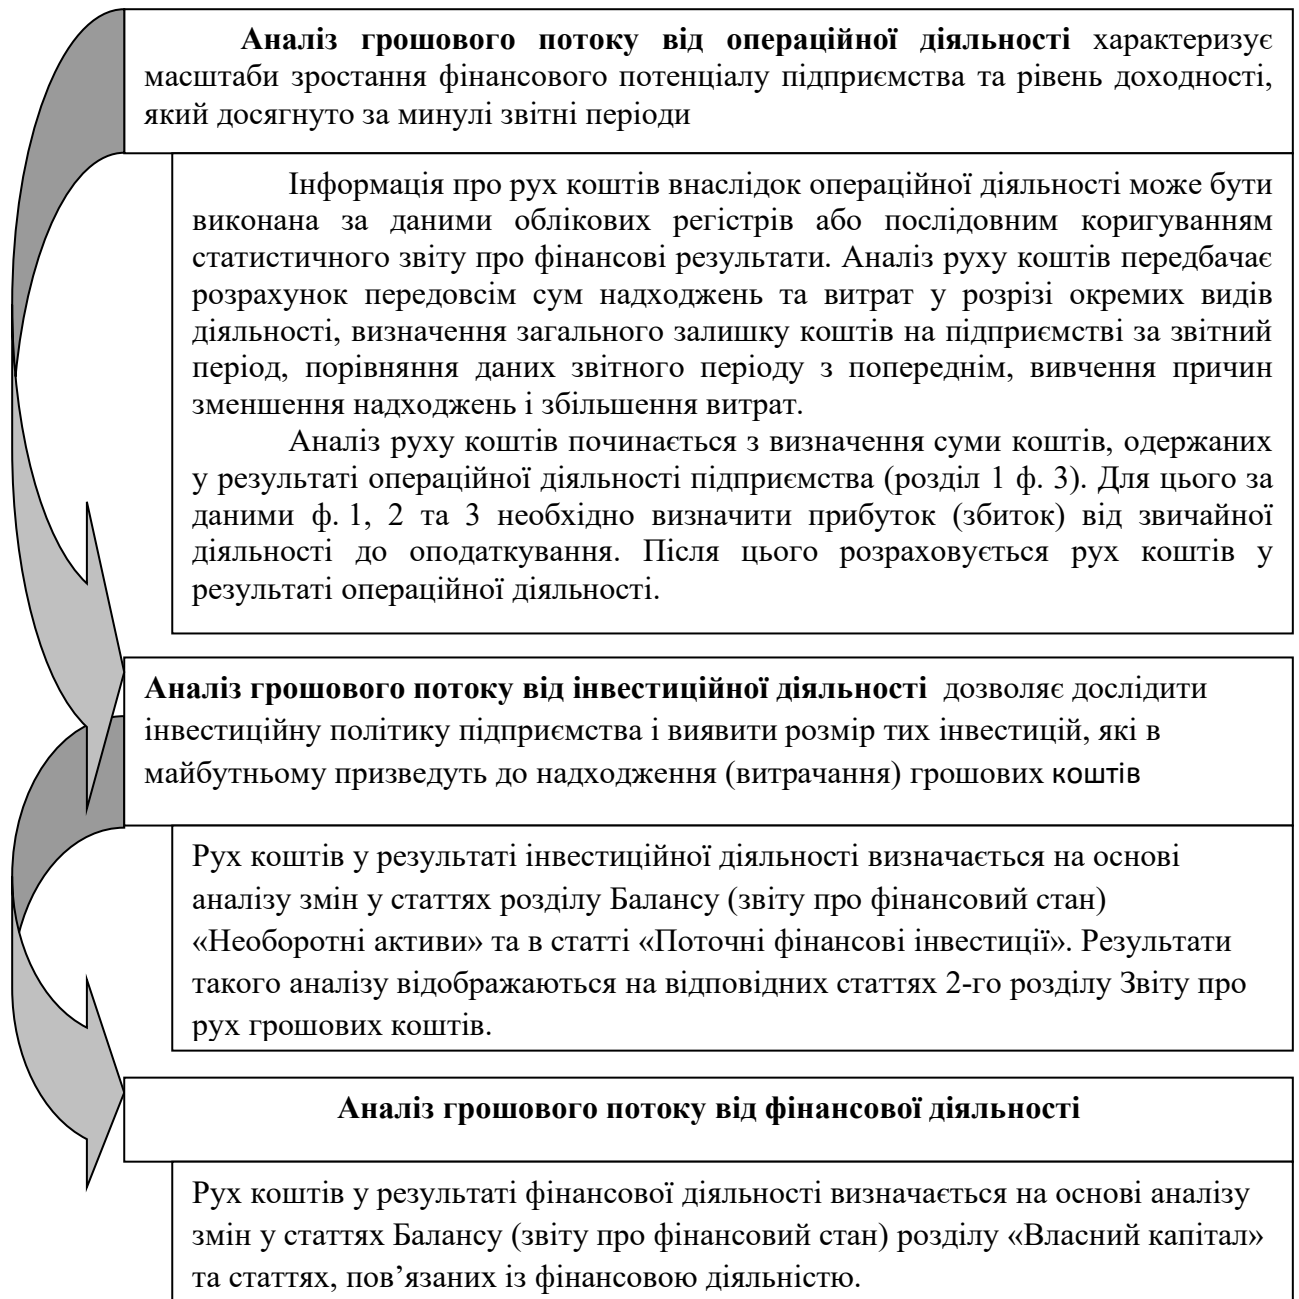 Аналіз грошового потоку від операційної діяльності характеризує
масштаби зростання фінансового потенціалу підприємства та рівень доходності,
який досягнуто за минулі звітні періоди
Інформація про рух коштів внаслідок операційної діяльності може бути
виконана за даними облікових регістрів або послідовним коригуванням
статистичного звіту про фінансові результати. Аналіз руху коштів передбачає
розрахунок передовсім сум надходжень та витрат у розрізі окремих видів
діяльності, визначення загального залишку коштів на підприємстві за звітний
період, порівняння даних звітного періоду з попереднім, вивчення причин
зменшення надходжень і збільшення витрат.
Аналіз руху коштів починається з визначення суми коштів, одержаних
у результаті операційної діяльності підприємства (розділ 1 ф. 3). Для цього за
даними ф. 1, 2 та 3 необхідно визначити прибуток (збиток) від звичайної
діяльності до оподаткування. Після цього розраховується рух коштів у
результаті операційної діяльності.
Аналіз грошового потоку від інвестиційної діяльності дозволяє дослідити
інвестиційну політику підприємства і виявити розмір тих інвестицій, які в
майбутньому призведуть до надходження (витрачання) грошових коштів
Рух коштів у результаті інвестиційної діяльності визначається на основі
аналізу змін у статтях розділу Балансу (звіту про фінансовий стан)
«Необоротні активи» та в статті «Поточні фінансові інвестиції». Результати
такого аналізу відображаються на відповідних статтях 2-го розділу Звіту про
рух грошових коштів.
Аналіз грошового потоку від фінансової діяльності
Рух коштів у результаті фінансової діяльності визначається на основі аналізу
змін у статтях Балансу (звіту про фінансовий стан) розділу «Власний капітал»
та статтях, пов’язаних із фінансовою діяльністю.